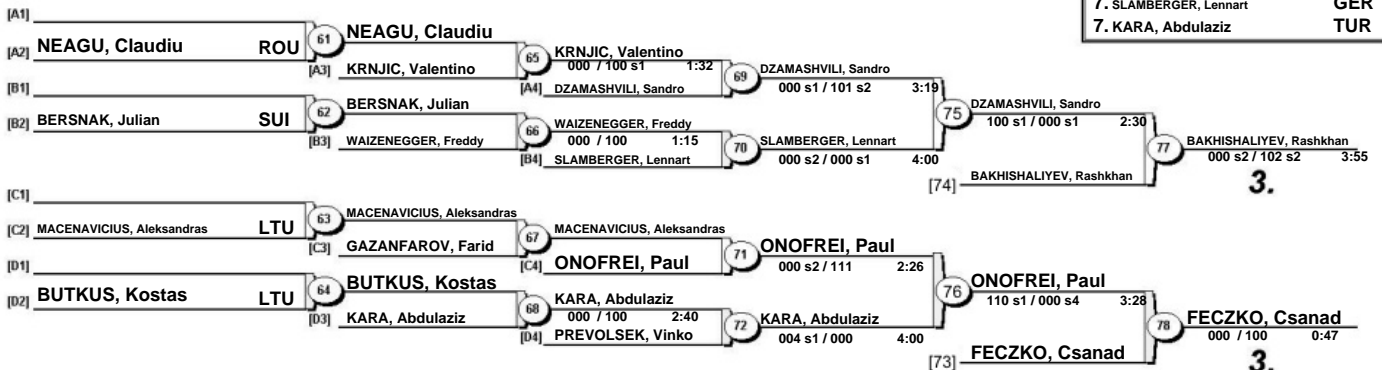 7. SLAMBERGER, Lennart GER
7. KARA, Abdulaziz TUR
[A1]
[A2] NEAGU, Claudiu ROU
61
NEAGU, Claudiu
[A3] KRNJIC, Valentino
65
KRNJIC, Valentino
000 / 100 s1 1:32
[A4] DZAMASHVILI, Sandro
69
DZAMASHVILI, Sandro
000 s1 / 101 s2 3:19
[B1]
[B2] BERSNAK, Julian SUI
62
BERSNAK, Julian
[B3] WAIZENEGGER, Freddy
66
WAIZENEGGER, Freddy
000 / 100 1:15
[B4] SLAMBERGER, Lennart
70
SLAMBERGER, Lennart
000 s2 / 000 s1 4:00
75
DZAMASHVILI, Sandro
100 s1 / 000 s1 2:30
[74] BAKHISHALIYEV, Rashkhan
77
BAKHISHALIYEV, Rashkhan
000 s2 / 102 s2 3:55
3.
[C1]
[C2] MACENAVICIUS, Aleksandras LTU
63
MACENAVICIUS, Aleksandras
[C3] GAZANFAROV, Farid
67
MACENAVICIUS, Aleksandras
[C4] ONOFREI, Paul
71
ONOFREI, Paul
000 s2 / 111 2:26
[D1]
[D2] BUTKUS, Kostas LTU
64
BUTKUS, Kostas
[D3] KARA, Abdulaziz
68
KARA, Abdulaziz
000 / 100 2:40
[D4] PREVOLSEK, Vinko
72
KARA, Abdulaziz
004 s1 / 000 4:00
76
ONOFREI, Paul
110 s1 / 000 s4 3:28
[73] FECZKO, Csanad
78
FECZKO, Csanad
000 / 100 0:47
3.